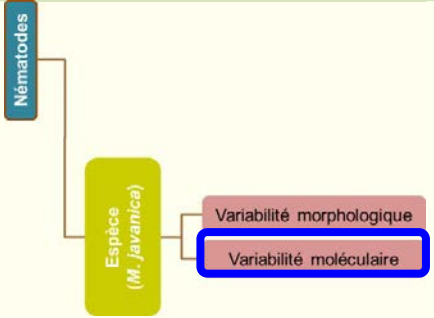 Nématodes
Espèce
(M. javanica)
Variabilité morphologique
Variabilité moléculaire